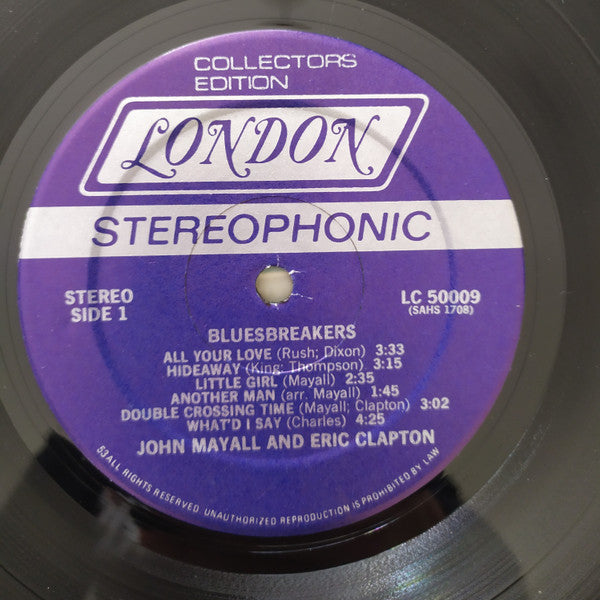 COLLECTORS
EDITION
LONDON
STEREOPHONIC
STEREO
SIDE 1
LC 50009
(SAHS 1708)
BLUESBREAKERS
ALL YOUR LOVE (Rush; Dixon) 3:33
HIDEAWAY (King; Thompson) 3:15
LITTLE GIRL (Mayall) 2:35
ANOTHER MAN (arr. Mayall) 1:45
DOUBLE CROSSING TIME (Mayall; Clapton) 3:02
WHAT'D I SAY (Charles) 4:25
JOHN MAYALL AND ERIC CLAPTON
53 ALL RIGHTS RESERVED UNAUTHORIZED REPRODUCTION IS PROHIBITED BY LAW